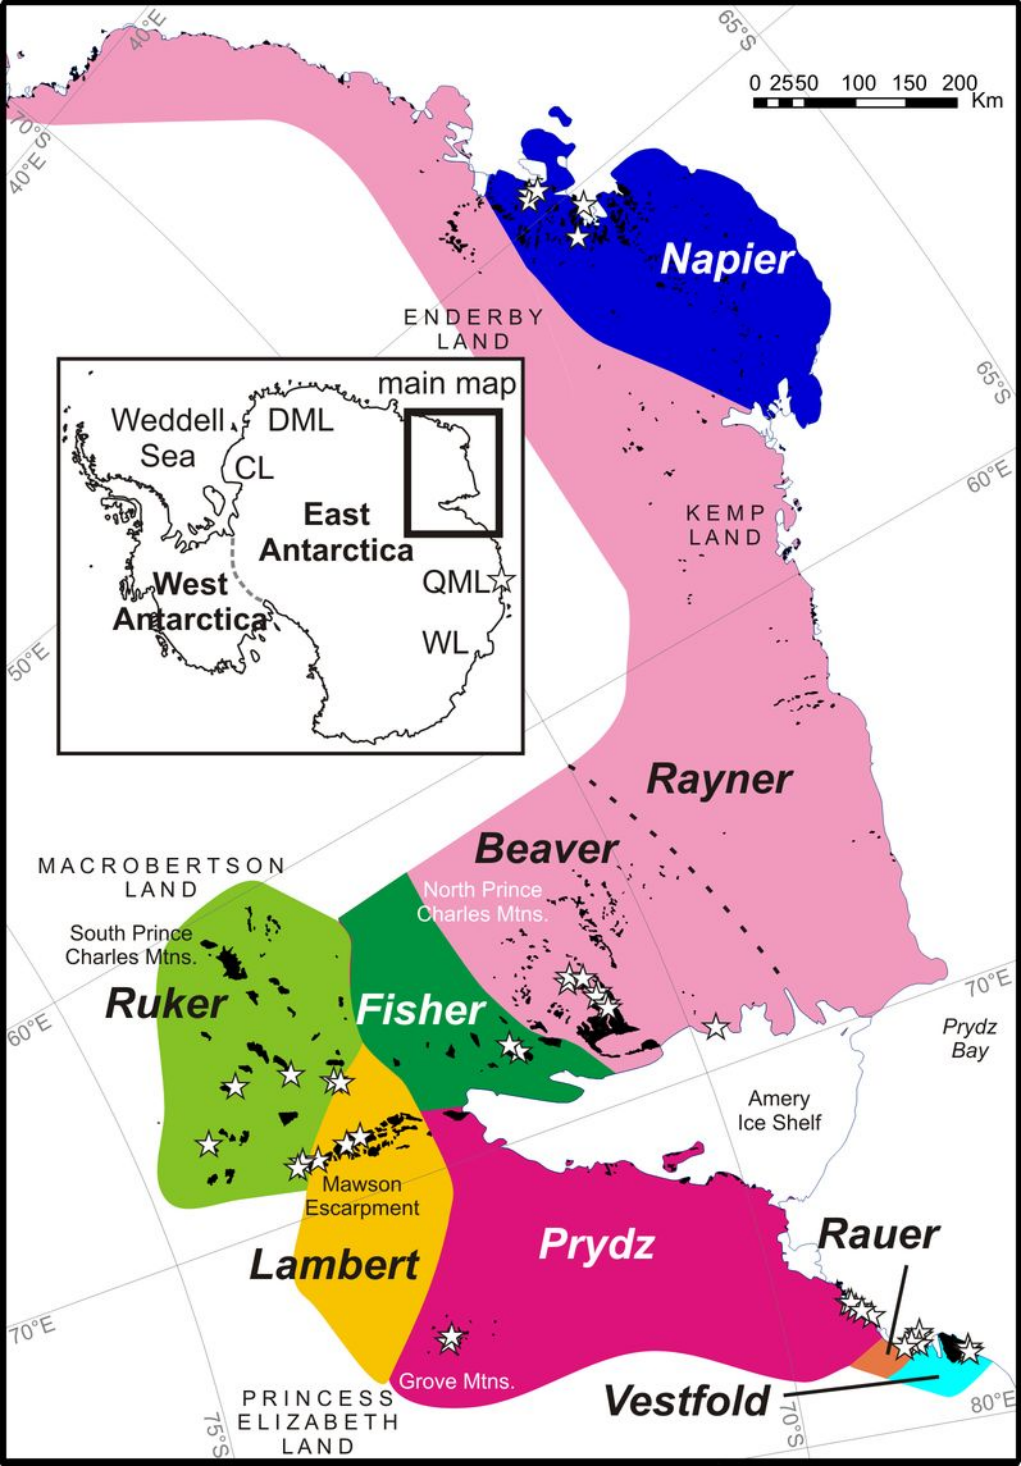 40°E
65°S
0 25 50 100 150 200
Km
70°S
40°E
Napier
ENDERBY
LAND
65°S
main map
Weddell
Sea
DML
CL
East
Antarctica
West
Antarctica
QML
WL
60°E
KEMP
LAND
50°E
Rayner
Beaver
MACROBERTSON
LAND
North Prince
Charles Mtns.
South Prince
Charles Mtns.
Ruker
Fisher
70°E
60°E
Prydz
Bay
Amery
Ice Shelf
Mawson
Escarpment
Lambert
Prydz
Rauer
70°E
Grove Mtns.
Vestfold
PRINCESS
ELIZABETH
LAND
75°S
70°S
80°E